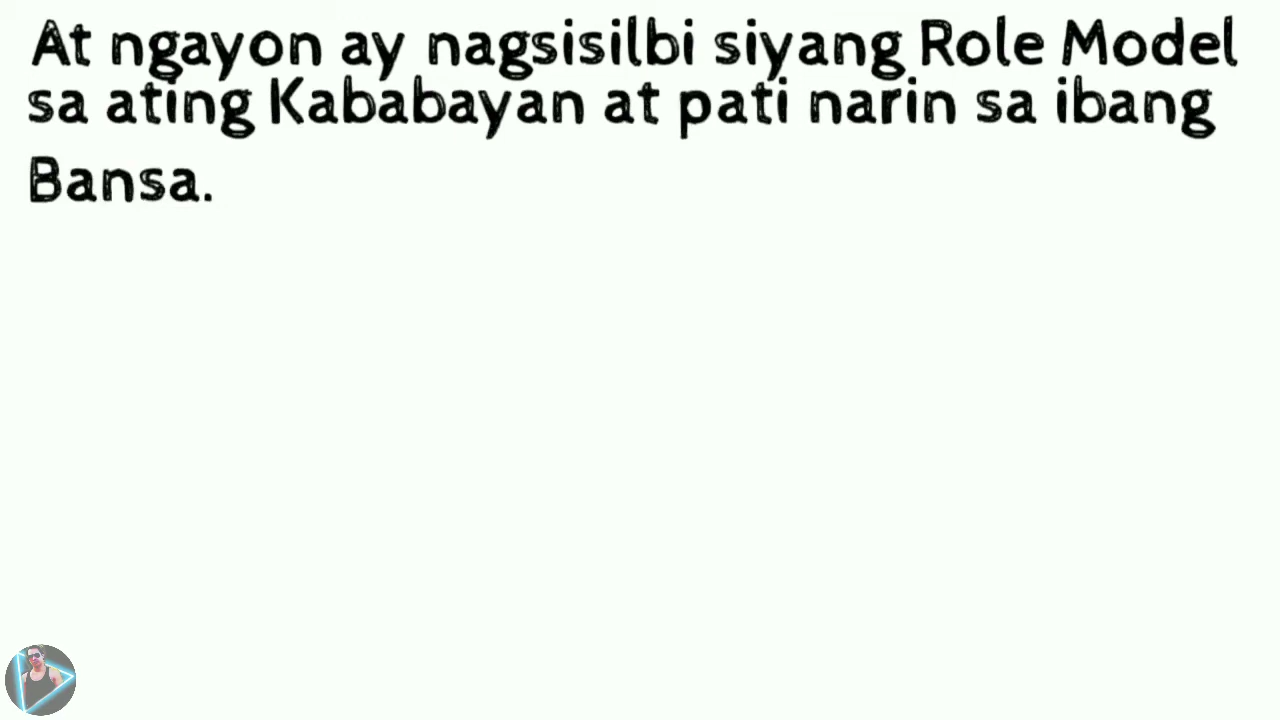 At ngayon ay nagsisilbi siyang Role Model
sa ating Kababayan at pati narin sa ibang
Bansa.